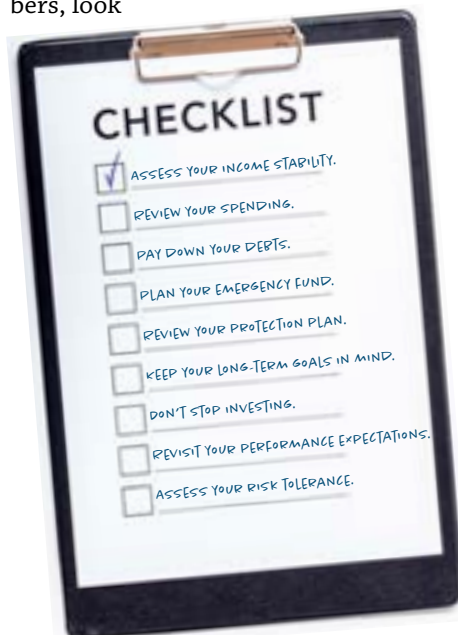 bers, look
CHECKLIST
ASSESS YOUR INCOME STABILITY.
REVIEW YOUR SPENDING.
PAY DOWN YOUR DEBTS.
PLAN YOUR EMERGENCY FUND.
REVIEW YOUR PROTECTION PLAN.
KEEP YOUR LONG-TERM GOALS IN MIND.
DON'T STOP INVESTING.
REVISIT YOUR PERFORMANCE EXPECTATIONS.
ASSESS YOUR RISK TOLERANCE.